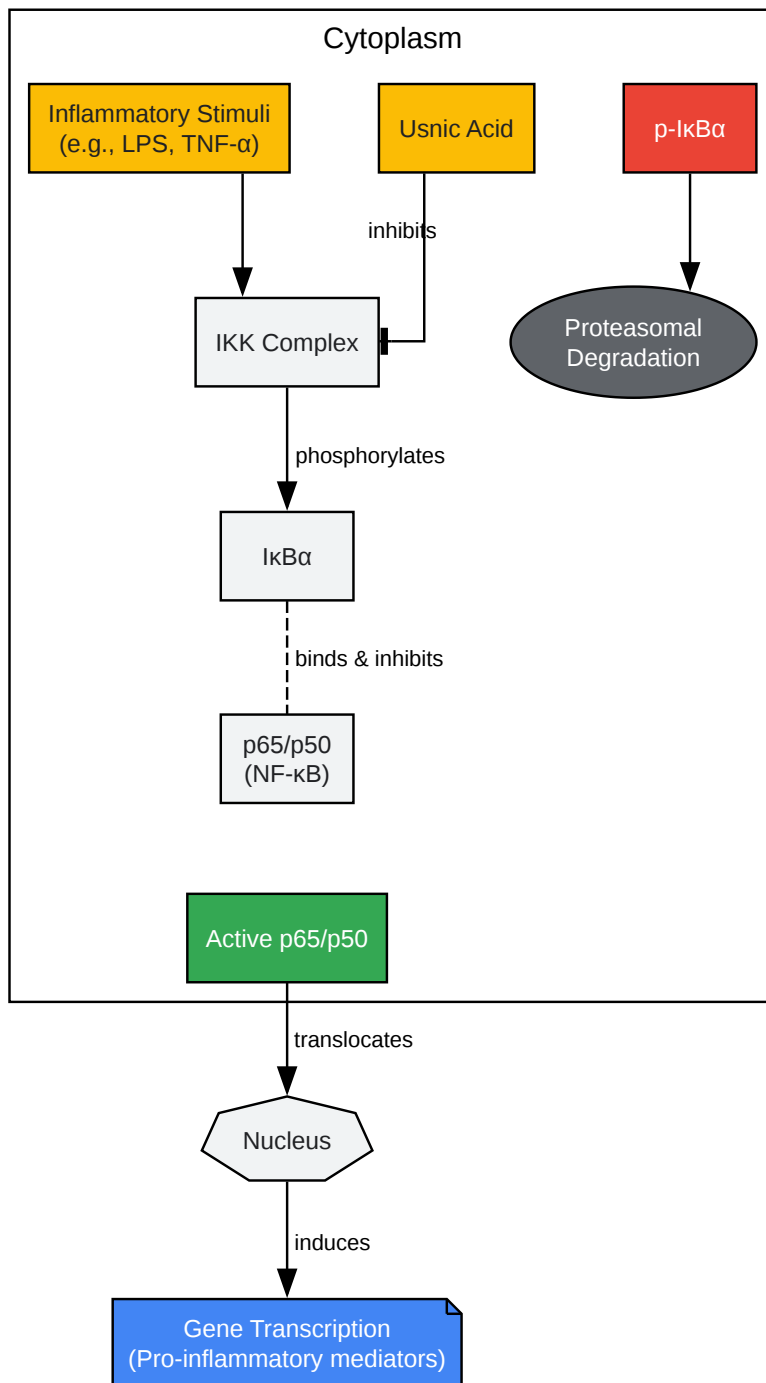 Cytoplasm
Inflammatory Stimuli
(e.g., LPS, TNF-α)
Usnic Acid
p-IκBα
inhibits
IKK Complex
Proteasomal
Degradation
phosphorylates
IκBα
binds & inhibits
p65/p50
(NF-κB)
Active p65/p50
translocates
Nucleus
induces
Gene Transcription
(Pro-inflammatory mediators)